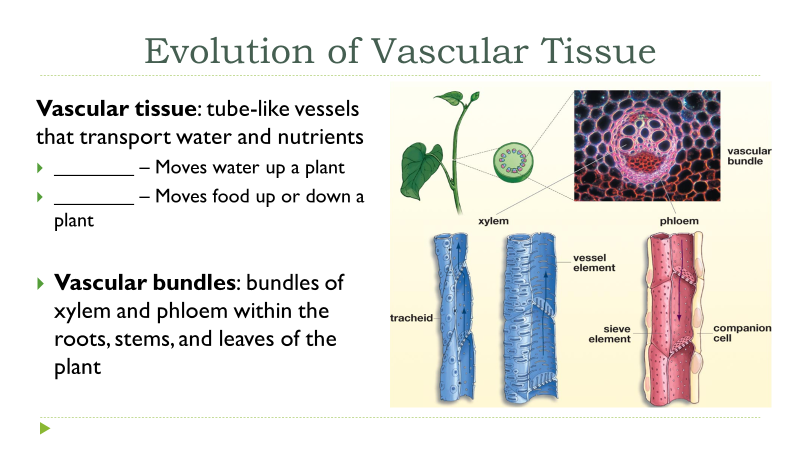 Evolution of Vascular Tissue
Vascular tissue: tube-like vessels
that transport water and nutrients
________ – Moves water up a plant
________ – Moves food up or down a
plant
Vascular bundles: bundles of
xylem and phloem within the
roots, stems, and leaves of the
plant
vascular
bundle
xylem
phloem
vessel
element
tracheid
sieve
element
companion
cell